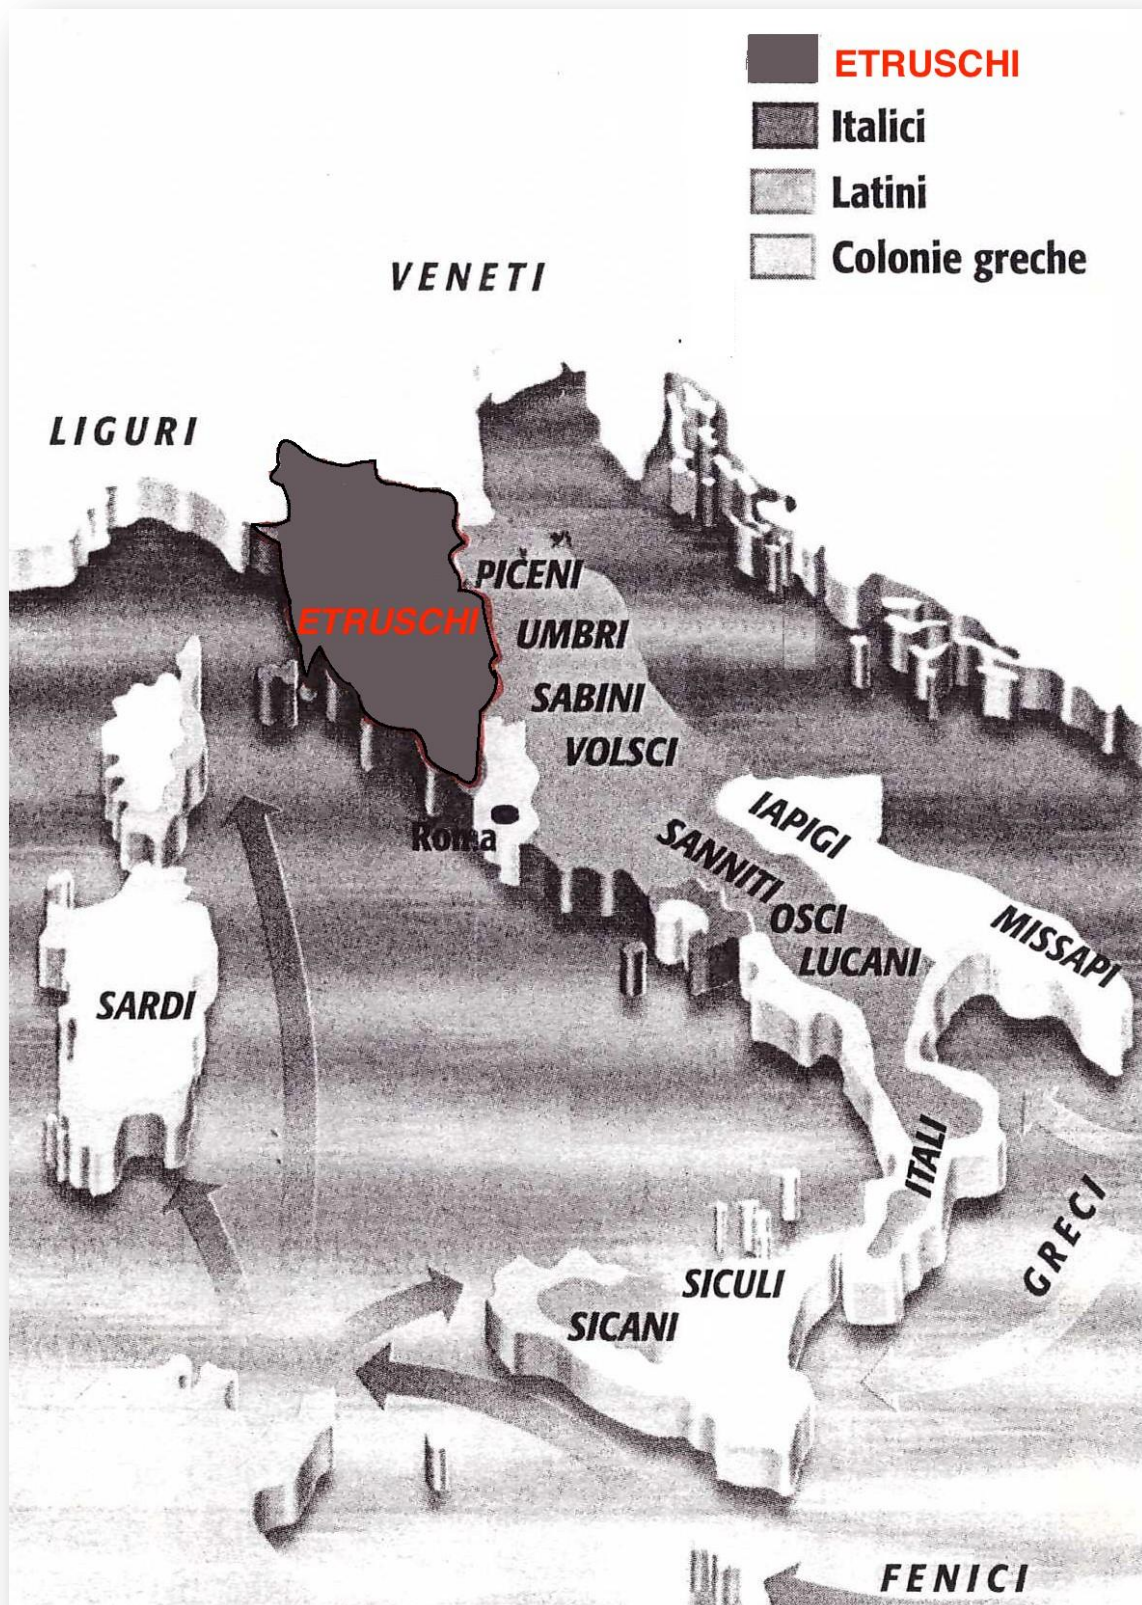 ETRUSCHI
Italici
Latini
Colonie greche
VENETI
LIGURI
PICENI
ETRUSCHI
UMBRI
SABINI
VOLSCI
IAPIGI
Roma
SANNITI
OSCI
MISSAPI
LUCANI
SARDI
ITALI
GRECI
SICULI
SICANI
FENICI